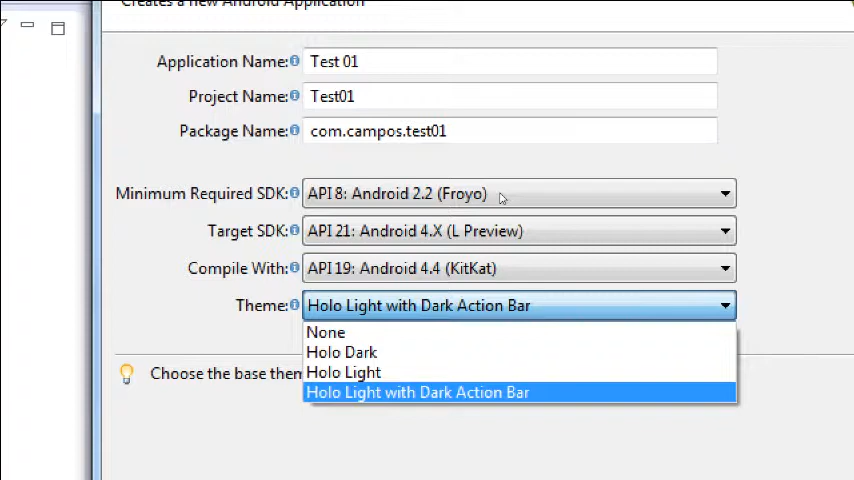 Creates a new Android Application
Application Name: Test 01
Project Name: Test01
Package Name: com.campos.test01
Minimum Required SDK: API 8: Android 2.2 (Froyo)
Target SDK: API 21: Android 4.X (L Preview)
Compile With: API 19: Android 4.4 (KitKat)
Theme: Holo Light with Dark Action Bar
None
Holo Dark
Holo Light
Holo Light with Dark Action Bar
Choose the base them